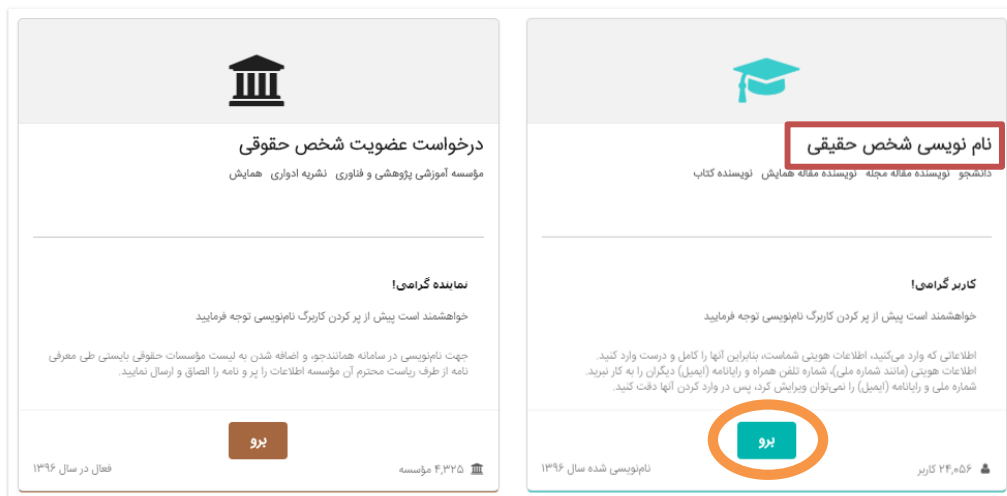 نام نویسی شخص حقیقی
دانشجو نویسنده مقاله مجله نویسنده مقاله همایش نویسنده کتاب
کاربر گرامی!
خواهشمند است پیش از پر کردن کاربرگ نام‌نویسی توجه فرمایید
اطلاعاتی که وارد می‌کنید، اطلاعات هویتی شماست، بنابراین آنها را کامل و درست وارد کنید.
اطلاعات هویتی (مانند شماره ملی)، شماره تلفن همراه و رایانامه (ایمیل) دیگران را به کار نبرید.
شماره ملی و رایانامه (ایمیل) را نمی‌توان ویرایش کرد، پس در وارد کردن آنها دقت کنید.
برو
۲۴,۰۵۶ کاربر
نام‌نویسی شده سال ۱۳۹۶
درخواست عضویت شخص حقوقی
مؤسسه آموزشی پژوهشی و فناوری نشریه ادواری همایش
نماینده گرامی!
خواهشمند است پیش از پر کردن کاربرگ نام‌نویسی توجه فرمایید
جهت نام‌نویسی در سامانه همانندجو، و اضافه شدن به لیست مؤسسات حقوقی بایستی طی معرفی
نامه از طرف ریاست محترم آن مؤسسه اطلاعات را پر و نامه را الصاق و ارسال نمایید.
برو
۴,۳۲۵ مؤسسه
فعال در سال ۱۳۹۶